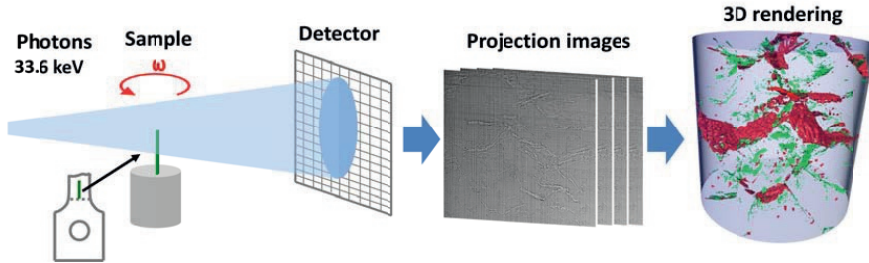 Photons
33.6 keV
Sample
ω
Detector
Projection images
3D rendering